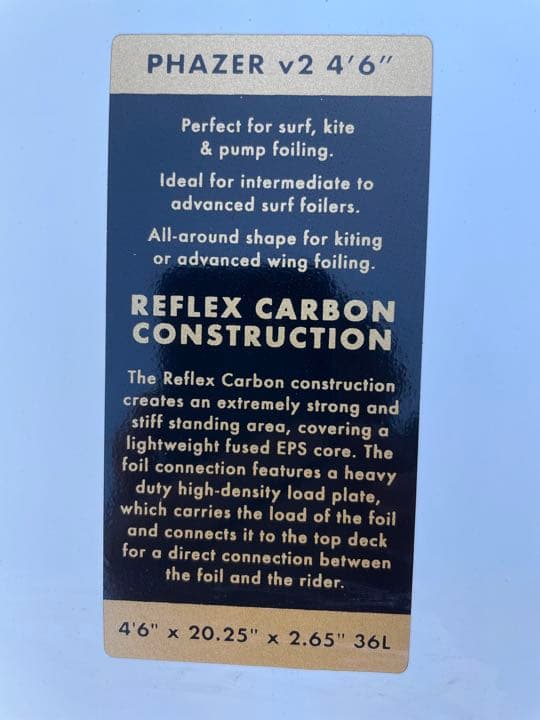 PHAZER v2 4'6"
Perfect for surf, kite
& pump foiling.
Ideal for intermediate to
advanced surf foilers.
All-around shape for kiting
or advanced wing foiling.
REFLEX CARBON
CONSTRUCTION
The Reflex Carbon construction
creates an extremely strong and
stiff standing area, covering a
lightweight fused EPS core. The
foil connection features a heavy
duty high-density load plate,
which carries the load of the foil
and connects it to the top deck
for a direct connection between
the foil and the rider.
4'6" x 20.25" x 2.65" 36L